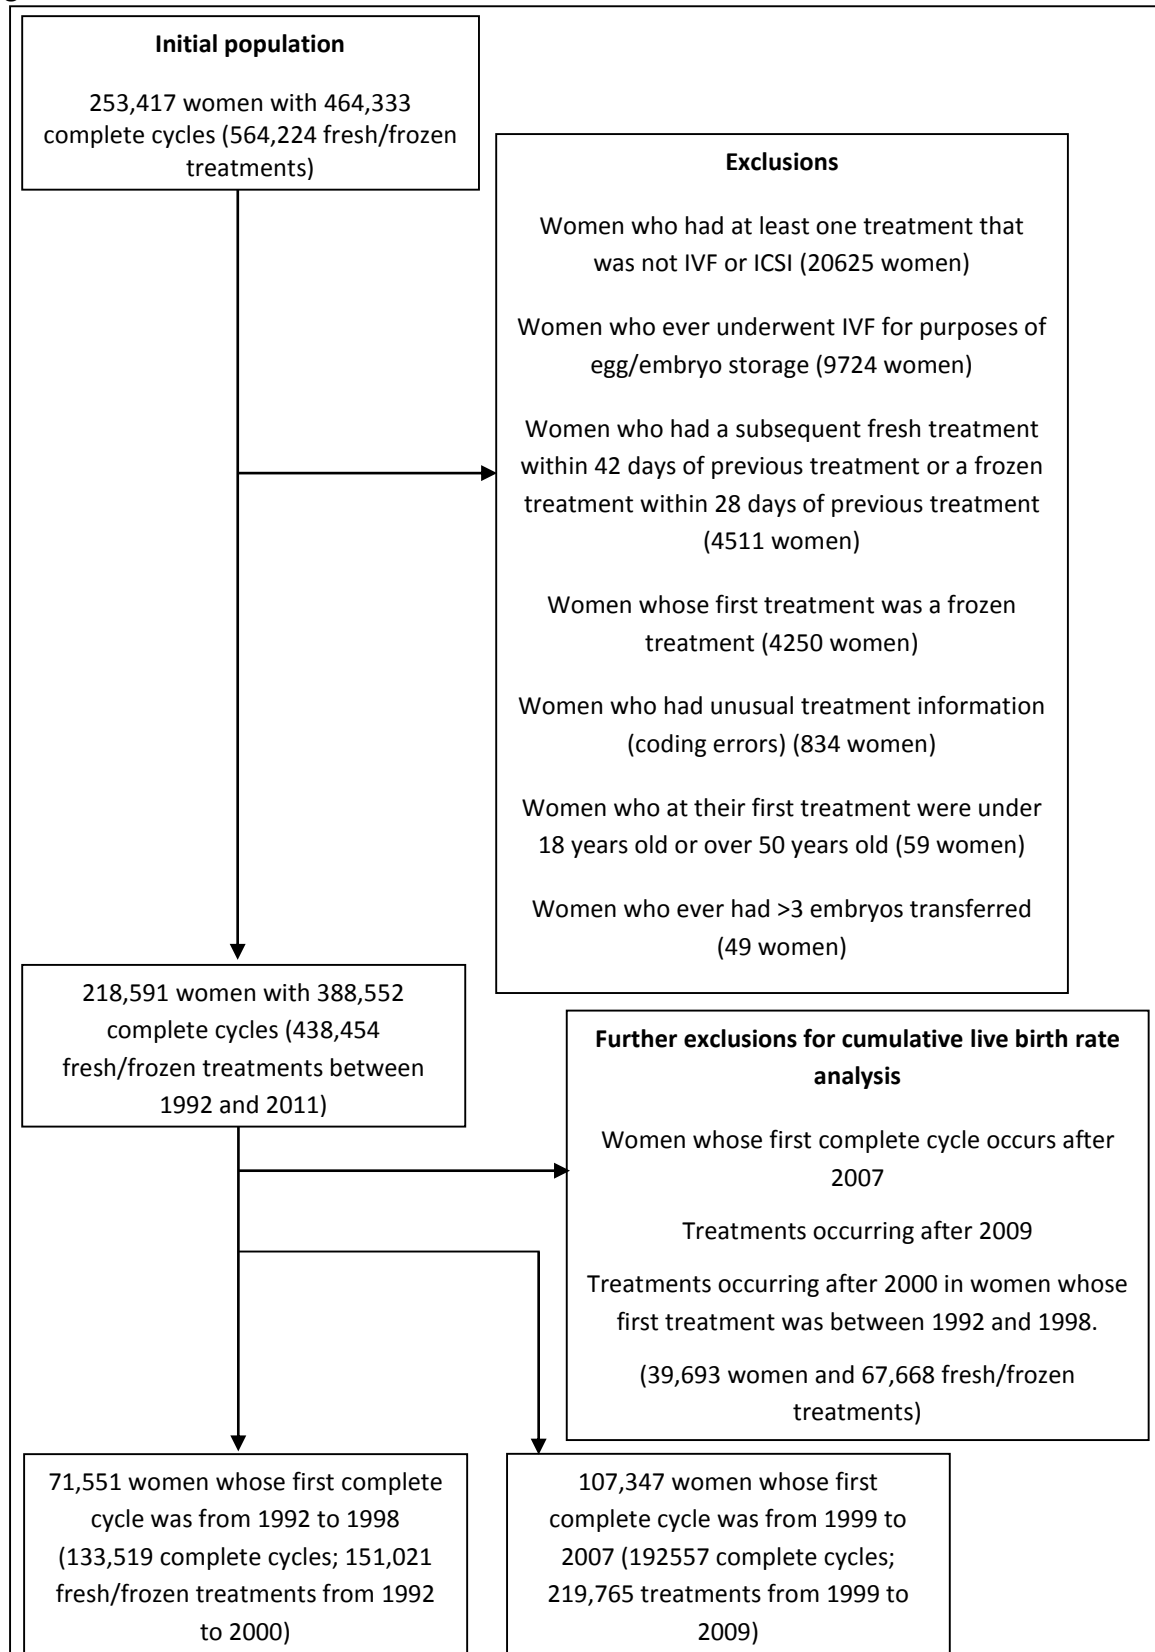 Initial population
253,417 women with 464,333
complete cycles (564,224 fresh/frozen
treatments)
Exclusions
Women who had at least one treatment that
was not IVF or ICSI (20625 women)
Women who ever underwent IVF for purposes of
egg/embryo storage (9724 women)
Women who had a subsequent fresh treatment
within 42 days of previous treatment or a frozen
treatment within 28 days of previous treatment
(4511 women)
Women whose first treatment was a frozen
treatment (4250 women)
Women who had unusual treatment information
(coding errors) (834 women)
Women who at their first treatment were under
18 years old or over 50 years old (59 women)
Women who ever had >3 embryos transferred
(49 women)
218,591 women with 388,552
complete cycles (438,454
fresh/frozen treatments between
1992 and 2011)
Further exclusions for cumulative live birth rate
analysis
Women whose first complete cycle occurs after
2007
Treatments occurring after 2009
Treatments occurring after 2000 in women whose
first treatment was between 1992 and 1998.
(39,693 women and 67,668 fresh/frozen
treatments)
71,551 women whose first complete
cycle was from 1992 to 1998
(133,519 complete cycles; 151,021
fresh/frozen treatments from 1992
to 2000)
107,347 women whose first
complete cycle was from 1999 to
2007 (192557 complete cycles;
219,765 treatments from 1999 to
2009)